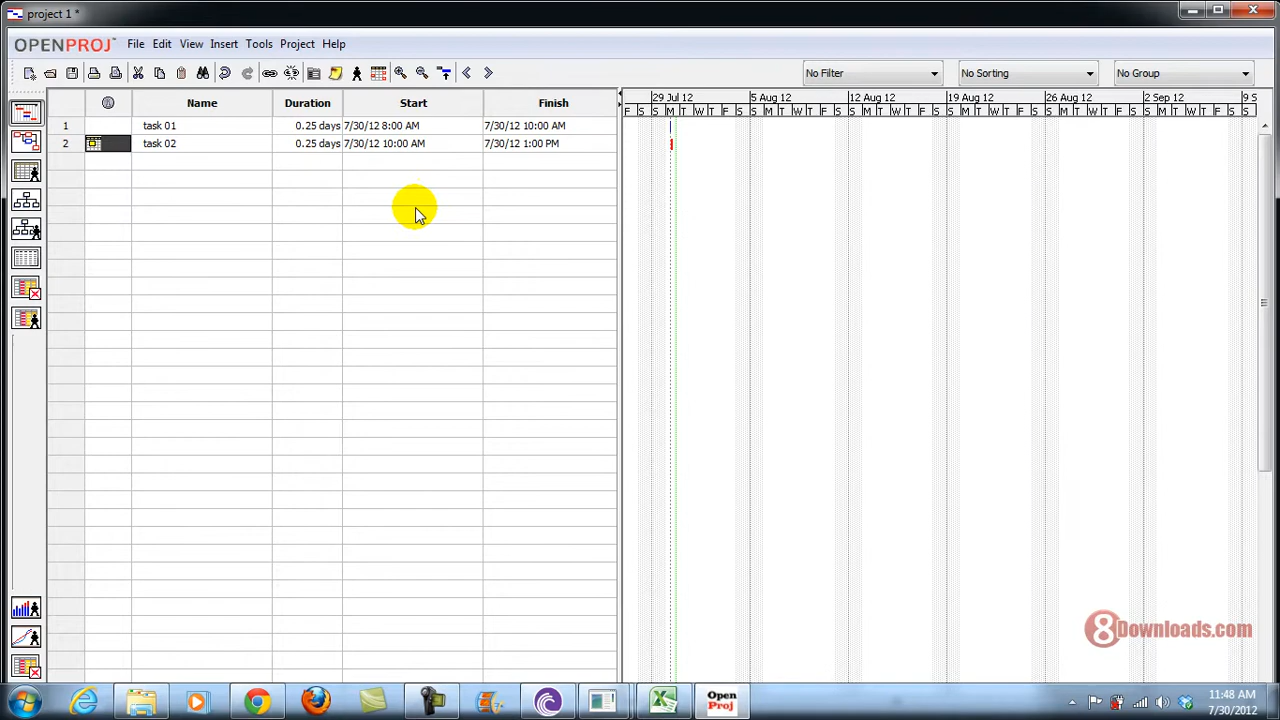 project 1 *
OPENPROJ™ File Edit View Insert Tools Project Help
No Filter No Sorting No Group
Name Duration Start Finish
29 Jul 12 5 Aug 12 12 Aug 12 19 Aug 12 26 Aug 12 2 Sep 12 9 S
F S S M T W T F S S M T W T F S S M T W T F S S M T W T F S S M T W T F S S M T W T F S S
1 task 01 0.25 days 7/30/12 8:00 AM 7/30/12 10:00 AM
2 task 02 0.25 days 7/30/12 10:00 AM 7/30/12 1:00 PM
8Downloads.com
Open Proj
11:48 AM
7/30/2012